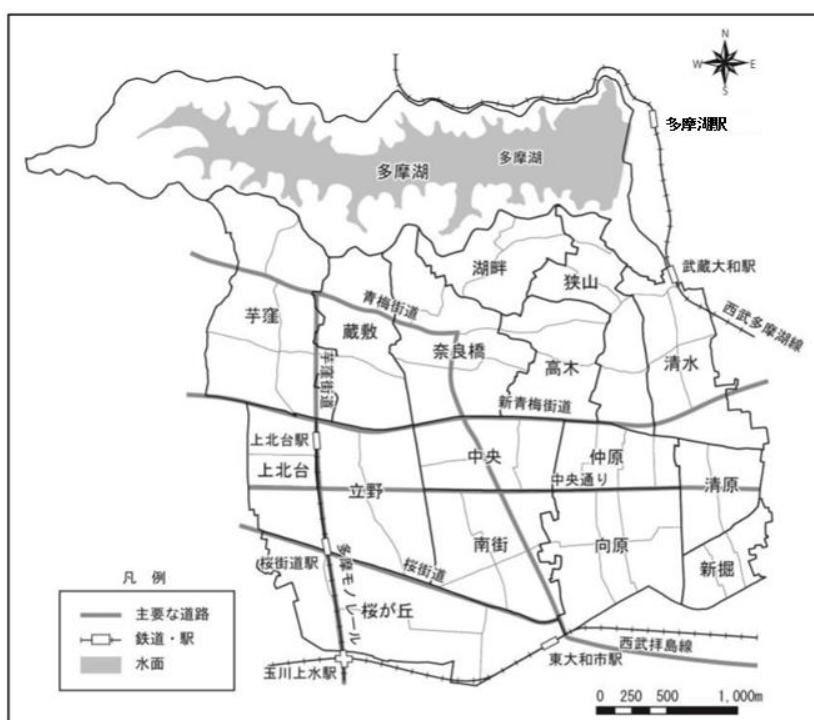 N
W E
S
多摩湖駅
多摩湖
多摩湖
武蔵大和駅
湖畔
狭山
西武多摩湖線
青梅街道
芋窪
蔵敷
奈良橋
高木
清水
芋窪街道
新青梅街道
上北台駅
上北台
中央
仲原
中央通り
清原
立野
南街
向原
新掘
桜街道駅
桜街道
多摩モノレール
桜が丘
玉川上水駅
東大和市駅
西武拝島線
凡 例
主要な道路
鉄道・駅
水面
0 250 500 1,000m